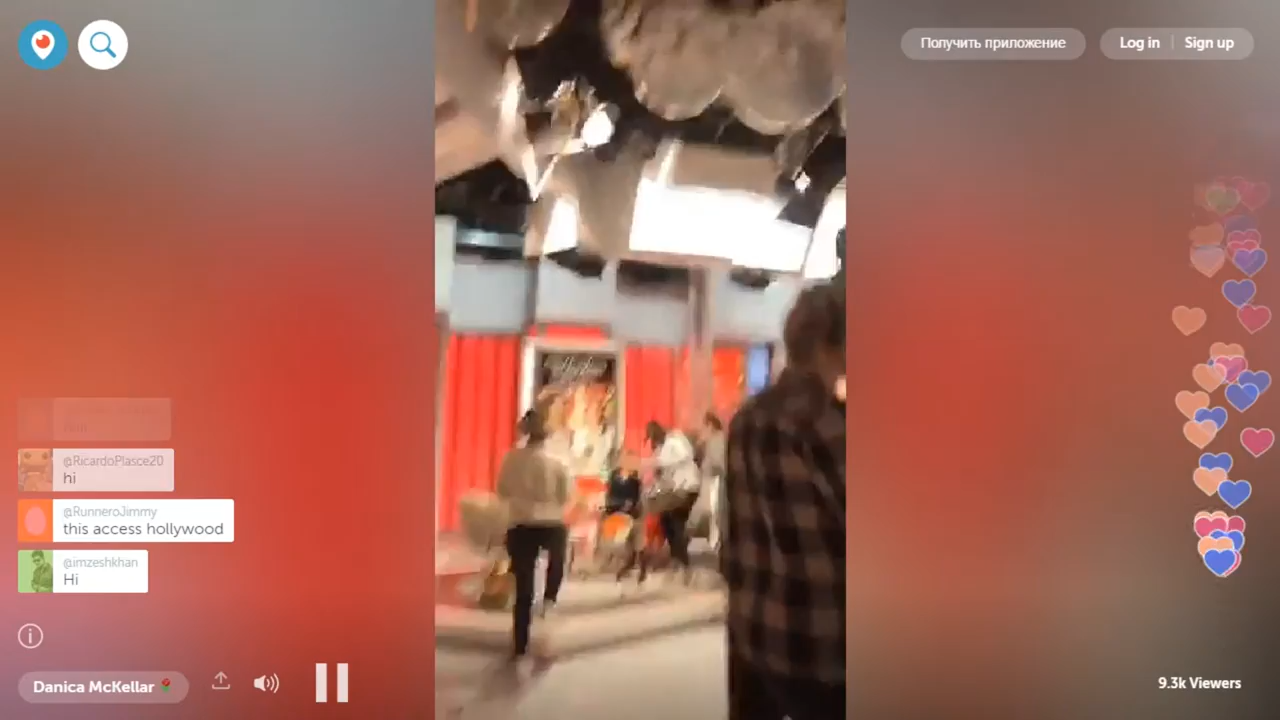 Получить приложение
Log in
Sign up
@RicardoPlasce20
hi
@RunneroJimmy
this access hollywood
@imzeshkhan
Hi
Danica McKellar
9.3k Viewers